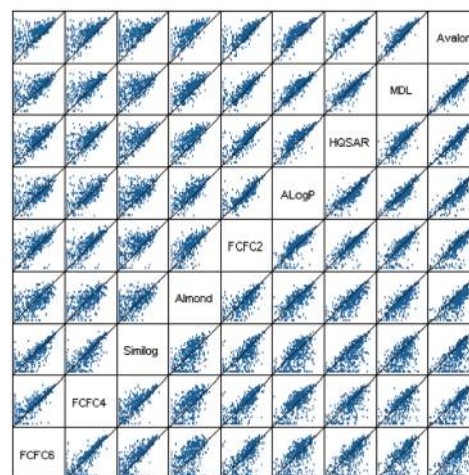 Avalon
MDL
HQSAR
ALogP
FCFC2
Almond
Similog
FCFC4
FCFC6